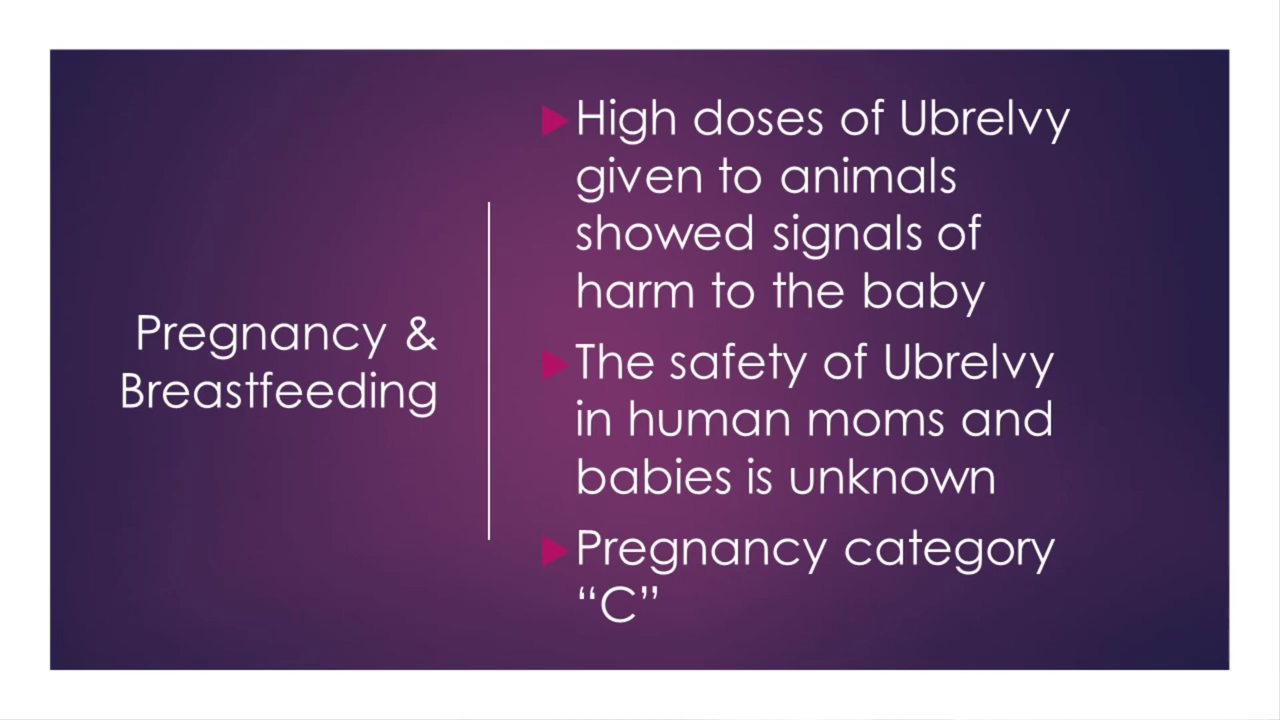 Pregnancy &
Breastfeeding
High doses of Ubrelvy
given to animals
showed signals of
harm to the baby
The safety of Ubrelvy
in human moms and
babies is unknown
Pregnancy category
“C”